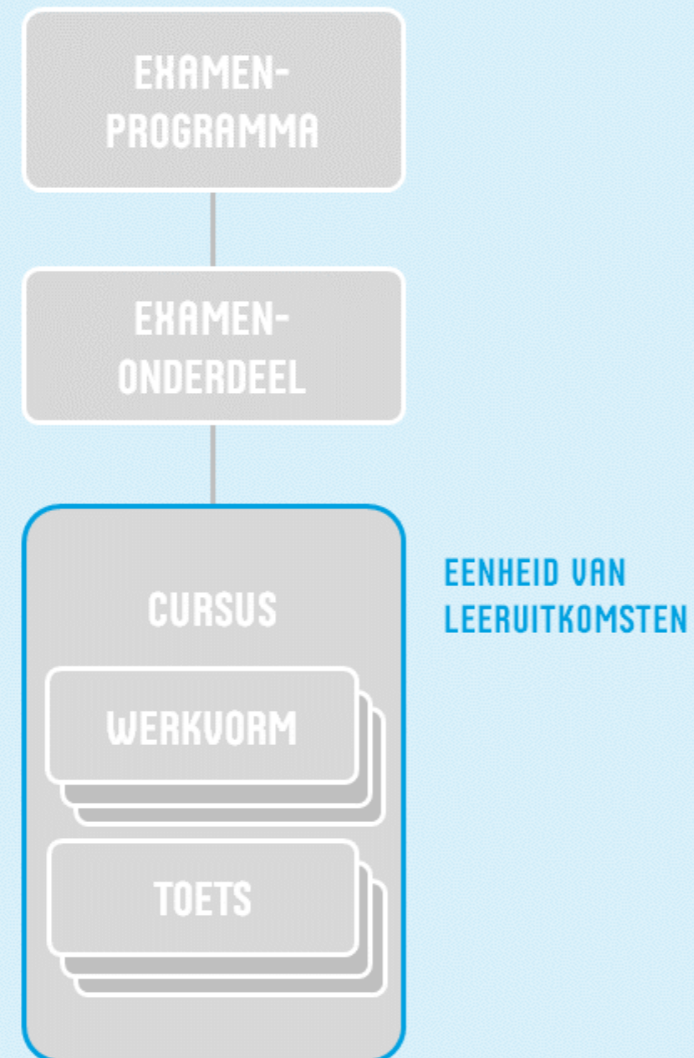 EXAMEN-
PROGRAMMA
EXAMEN-
ONDERDEEL
CURSUS
EENHEID VAN
LEERUITKOMSTEN
WERKVORM
TOETS